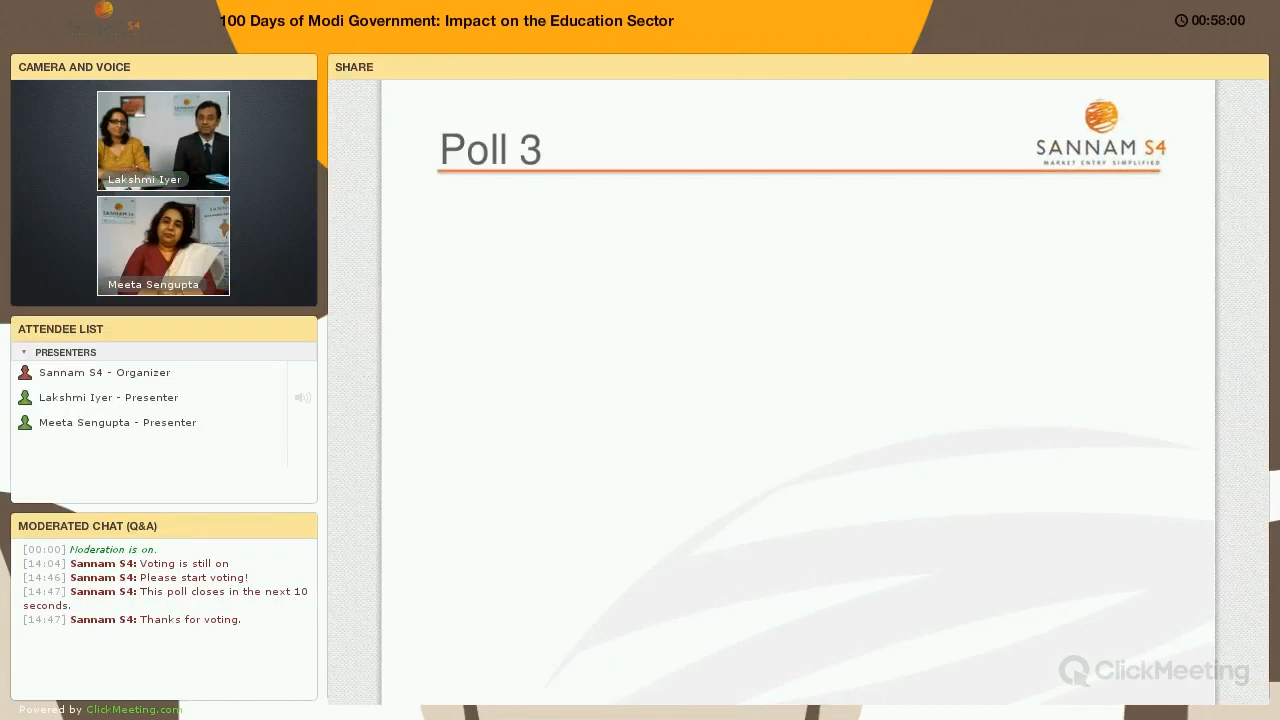 100 Days of Modi Government: Impact on the Education Sector
00:58:00
CAMERA AND VOICE
Lakshmi Iyer
Meeta Sengupta
ATTENDEE LIST
PRESENTERS
Sannam S4 - Organizer
Lakshmi Iyer - Presenter
Meeta Sengupta - Presenter
MODERATED CHAT (Q&A)
[00:00] Moderation is on.
[14:04] Sannam S4: Voting is still on
[14:46] Sannam S4: Please start voting!
[14:47] Sannam S4: This poll closes in the next 10
seconds.
[14:47] Sannam S4: Thanks for voting.
Powered by ClickMeeting.com
SHARE
Poll 3
SANNAM S4
MARKET ENTRY SIMPLIFIED
ClickMeeting